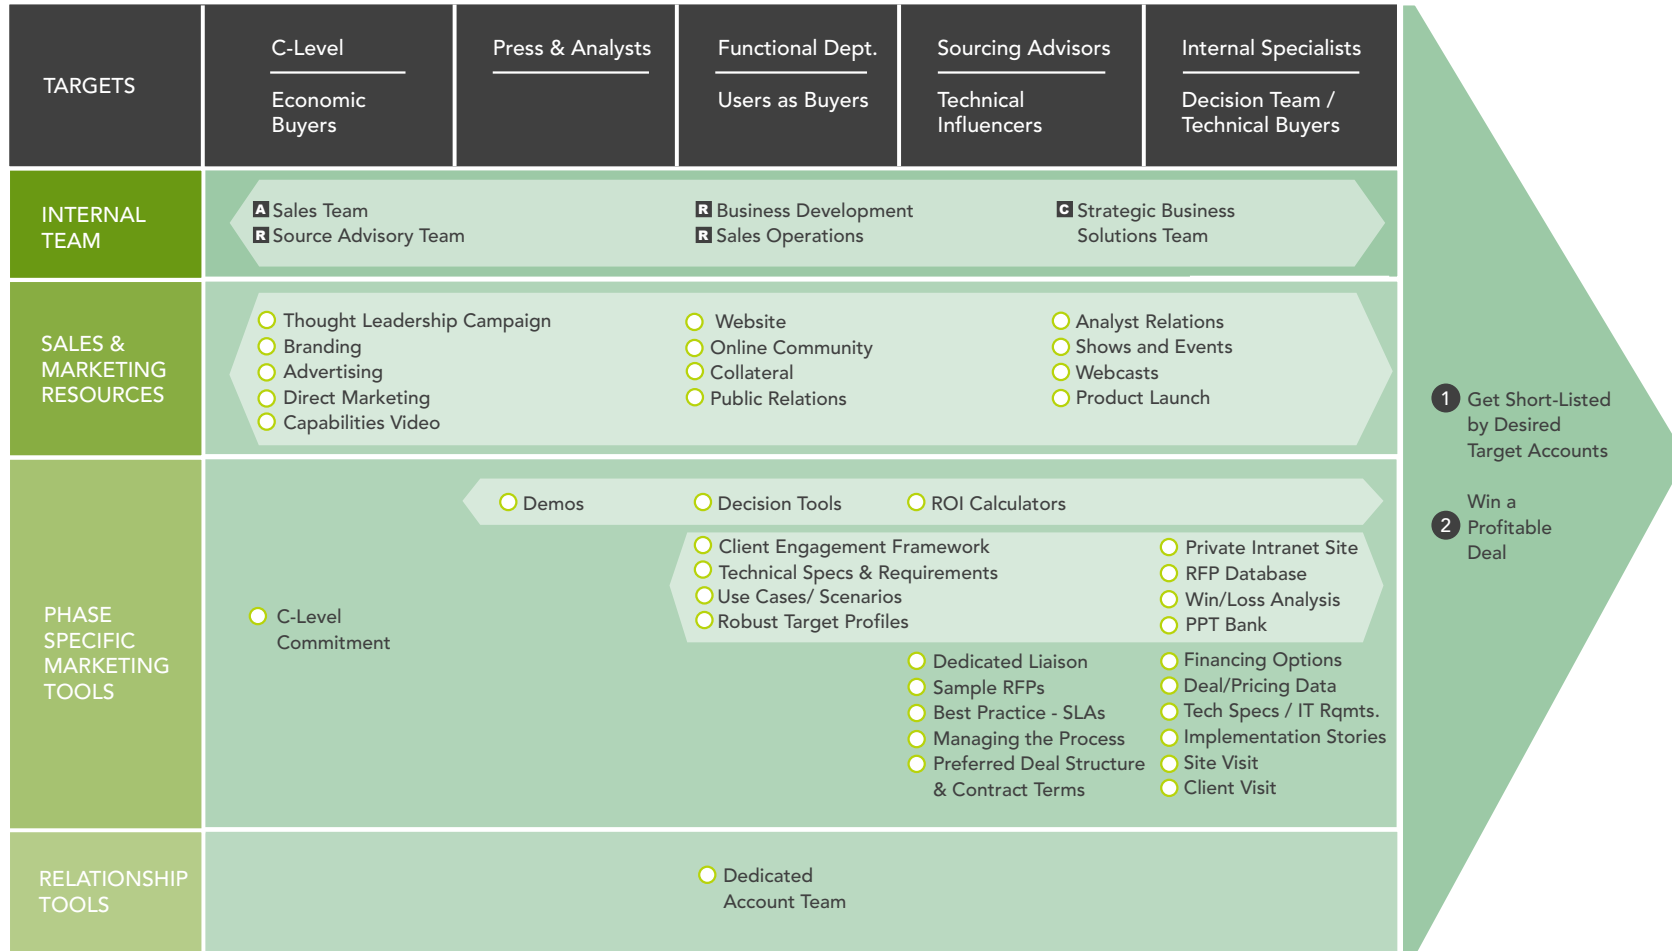 TARGETS
C-Level
Economic
Buyers
Press & Analysts
Functional Dept.
Users as Buyers
Sourcing Advisors
Technical
Influencers
Internal Specialists
Decision Team /
Technical Buyers
INTERNAL
TEAM
A Sales Team
R Source Advisory Team
R Business Development
R Sales Operations
C Strategic Business
Solutions Team
SALES &
MARKETING
RESOURCES
Thought Leadership Campaign
Branding
Advertising
Direct Marketing
Capabilities Video
Website
Online Community
Collateral
Public Relations
Analyst Relations
Shows and Events
Webcasts
Product Launch
PHASE
SPECIFIC
MARKETING
TOOLS
C-Level
Commitment
Demos
Decision Tools
ROI Calculators
Client Engagement Framework
Technical Specs & Requirements
Use Cases/ Scenarios
Robust Target Profiles
Private Intranet Site
RFP Database
Win/Loss Analysis
PPT Bank
Dedicated Liaison
Sample RFPs
Best Practice - SLAs
Managing the Process
Preferred Deal Structure
& Contract Terms
Financing Options
Deal/Pricing Data
Tech Specs / IT Rqmts.
Implementation Stories
Site Visit
Client Visit
RELATIONSHIP
TOOLS
Dedicated
Account Team
1 Get Short-Listed
by Desired
Target Accounts
Win a
2 Profitable
Deal